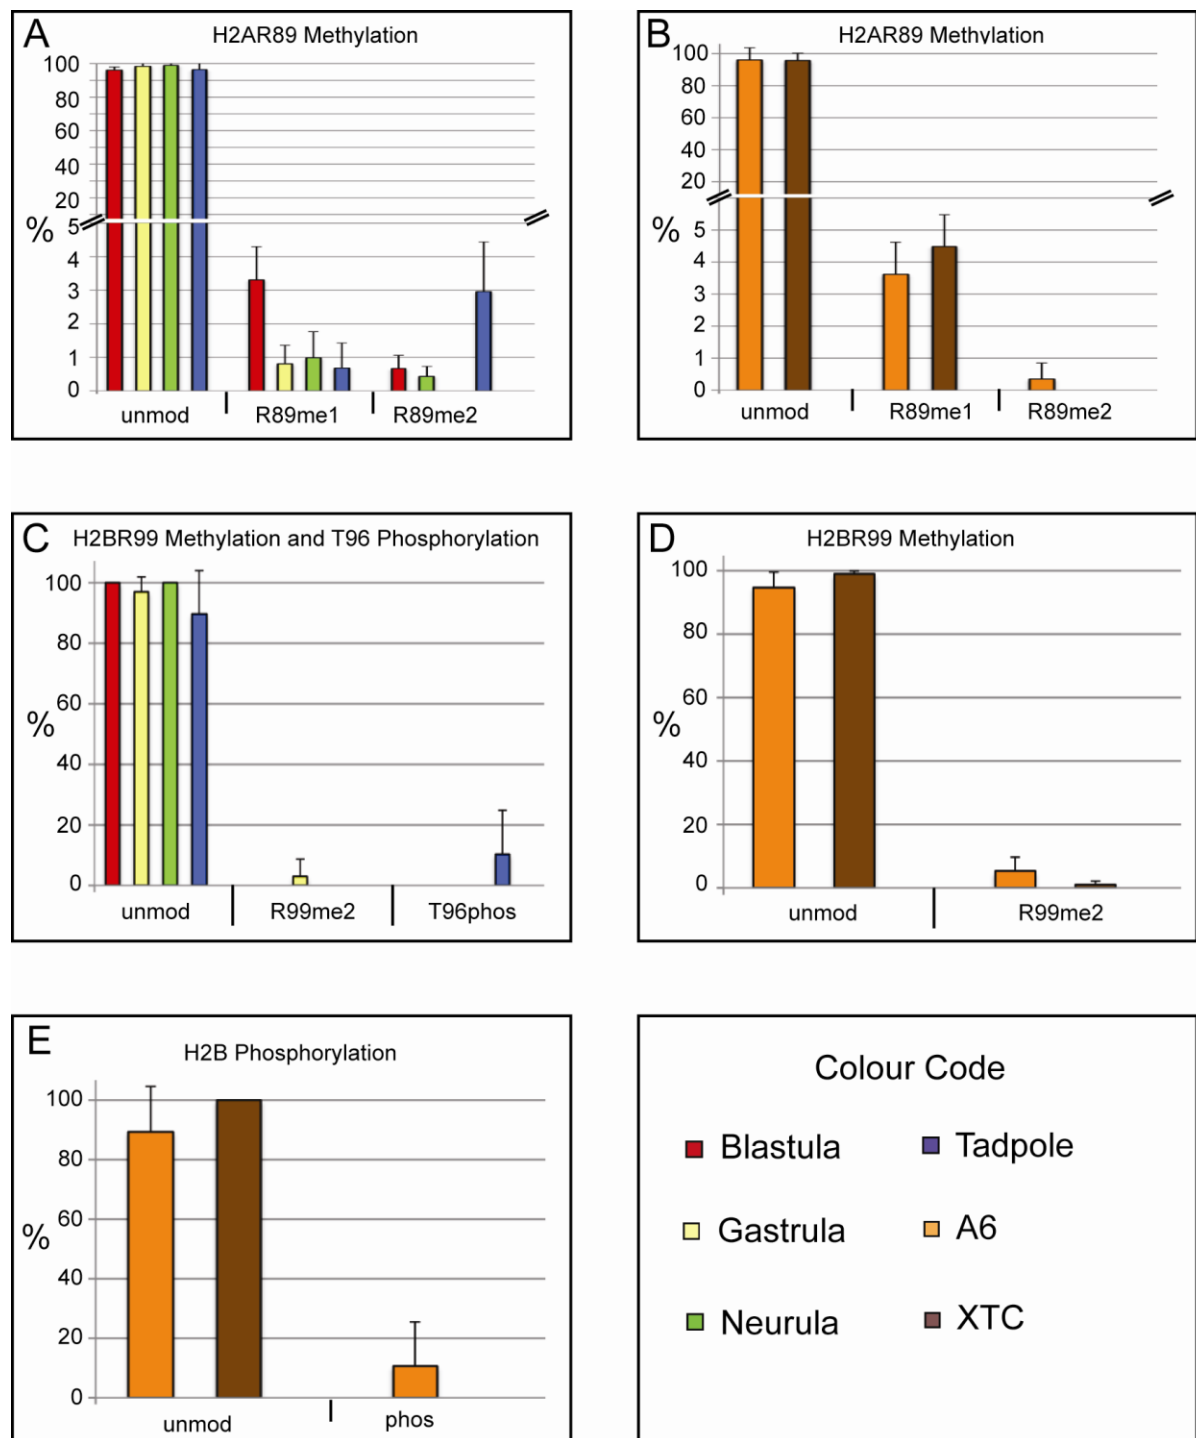 A
H2AR89 Methylation
100
80
60
40
20
%
5
4
3
2
1
0
unmod
R89me1
R89me2
B
H2AR89 Methylation
100
80
60
40
20
%
5
4
3
2
1
0
unmod
R89me1
R89me2
C
H2BR99 Methylation and T96 Phosphorylation
100
80
60
%
40
20
0
unmod
R99me2
T96phos
D
H2BR99 Methylation
100
80
60
%
40
20
0
unmod
R99me2
E
H2B Phosphorylation
100
80
60
%
40
20
0
unmod
phos
Colour Code
Blastula
Tadpole
Gastrula
A6
Neurula
XTC